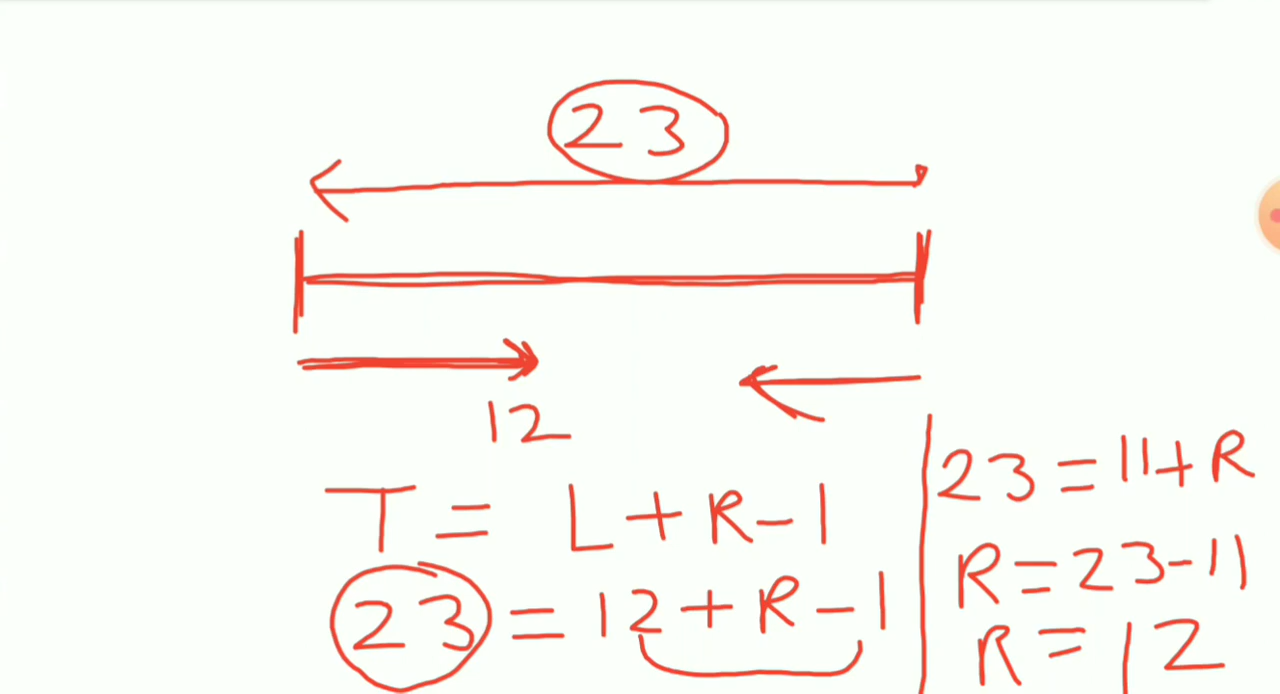 23
12
T = L + R - 1
23 = 12 + R - 1
23 = 11 + R
R = 23 - 11
R = 12